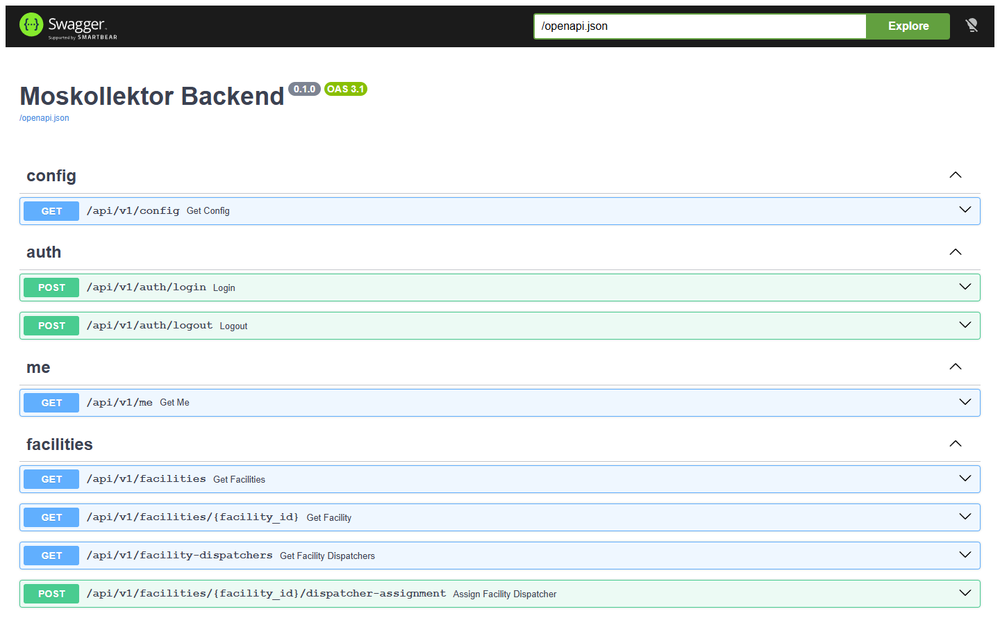 Swagger.
Supported by SMARTBEAR
/openapi.json
Explore
Moskollektor Backend 0.1.0 OAS 3.1
/openapi.json
config
GET /api/v1/config Get Config
auth
POST /api/v1/auth/login Login
POST /api/v1/auth/logout Logout
me
GET /api/v1/me Get Me
facilities
GET /api/v1/facilities Get Facilities
GET /api/v1/facilities/{facility_id} Get Facility
GET /api/v1/facility-dispatchers Get Facility Dispatchers
POST /api/v1/facilities/{facility_id}/dispatcher-assignment Assign Facility Dispatcher